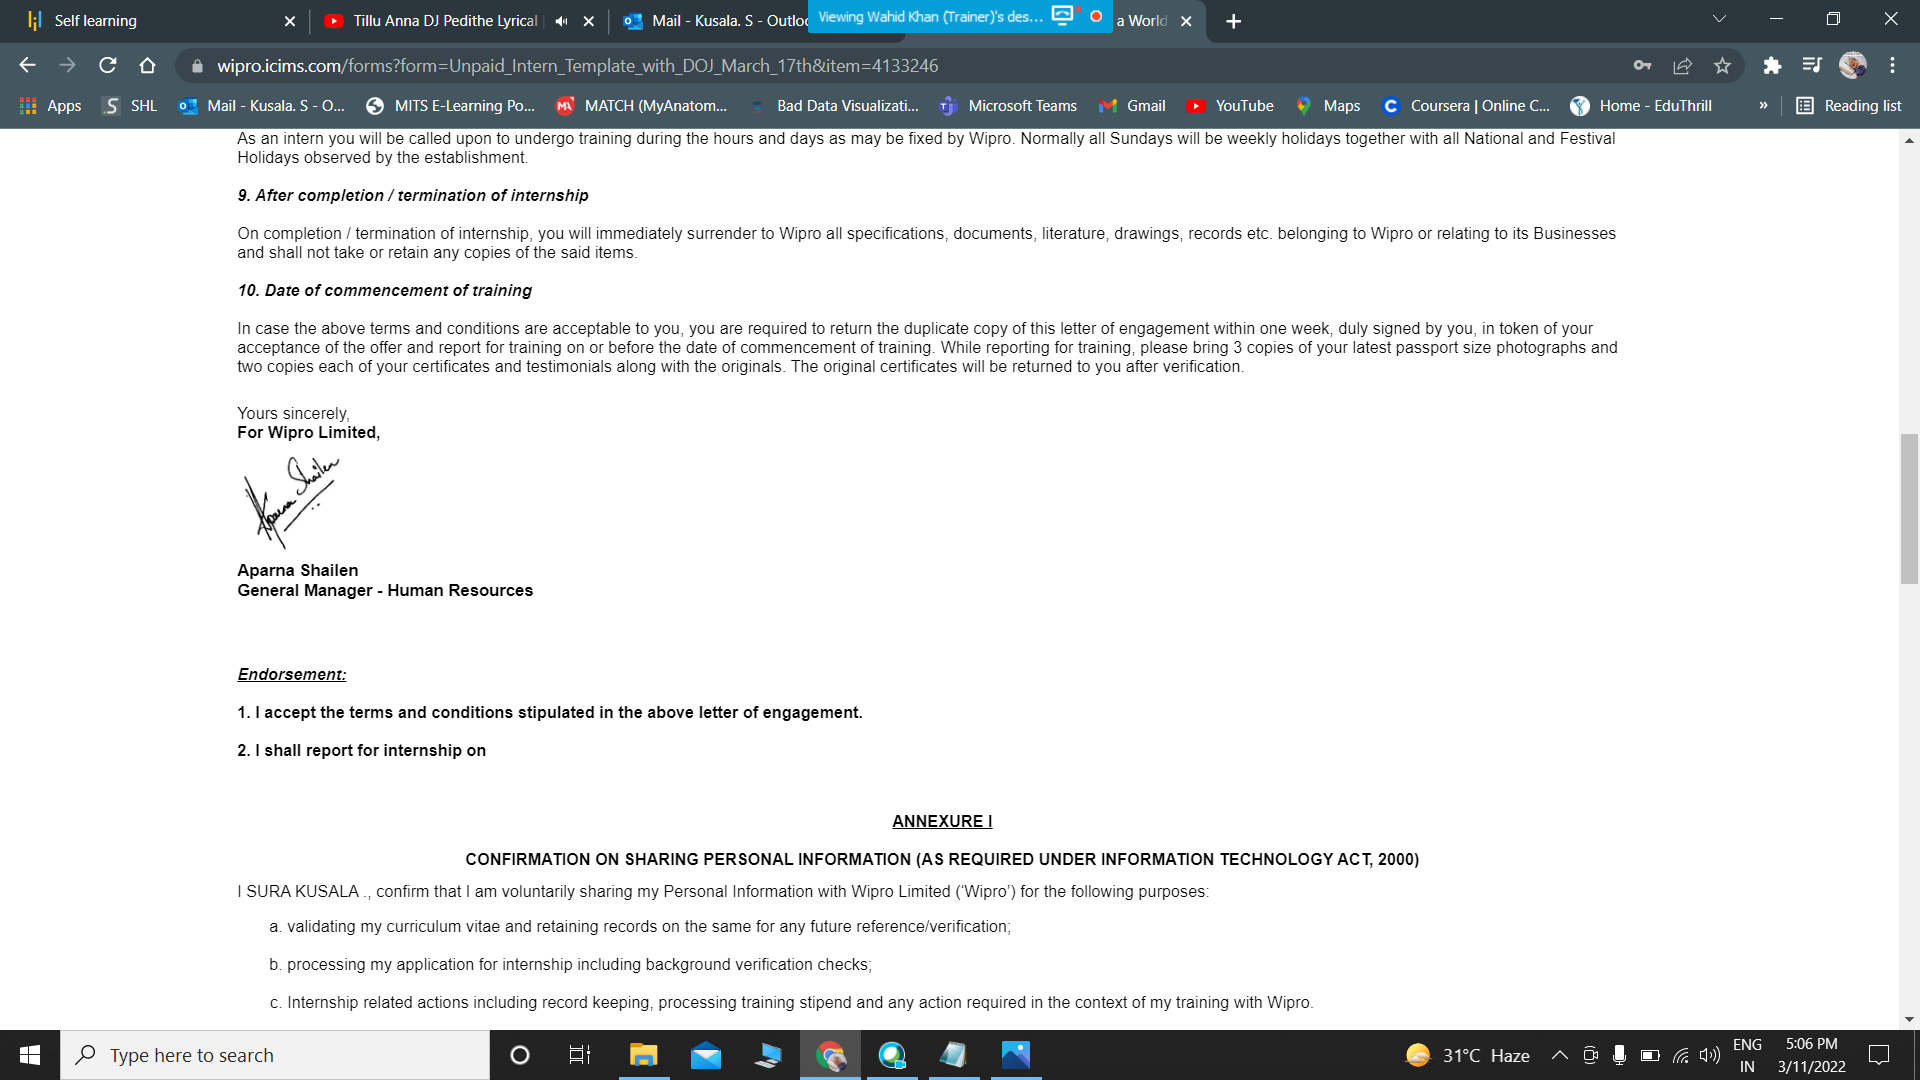 Self learning
Tillu Anna DJ Pedithe Lyrical
Mail - Kusala. S - Outloo
Viewing Wahid Khan (Trainer)'s des...
a World
wipro.icims.com/forms?form=Unpaid_Intern_Template_with_DOJ_March_17th&item=4133246
Apps
SHL
Mail - Kusala. S - O...
MITS E-Learning Po...
MATCH (MyAnatom...
Bad Data Visualizati...
Microsoft Teams
Gmail
YouTube
Maps
Coursera | Online C...
Home - EduThrill
»
Reading list
As an intern you will be called upon to undergo training during the hours and days as may be fixed by Wipro. Normally all Sundays will be weekly holidays together with all National and Festival
Holidays observed by the establishment.
9. After completion / termination of internship
On completion / termination of internship, you will immediately surrender to Wipro all specifications, documents, literature, drawings, records etc. belonging to Wipro or relating to its Businesses
and shall not take or retain any copies of the said items.
10. Date of commencement of training
In case the above terms and conditions are acceptable to you, you are required to return the duplicate copy of this letter of engagement within one week, duly signed by you, in token of your
acceptance of the offer and report for training on or before the date of commencement of training. While reporting for training, please bring 3 copies of your latest passport size photographs and
two copies each of your certificates and testimonials along with the originals. The original certificates will be returned to you after verification.
Yours sincerely,
For Wipro Limited,
Aparna Shailen
Aparna Shailen
General Manager - Human Resources
Endorsement:
1. I accept the terms and conditions stipulated in the above letter of engagement.
2. I shall report for internship on
ANNEXURE I
CONFIRMATION ON SHARING PERSONAL INFORMATION (AS REQUIRED UNDER INFORMATION TECHNOLOGY ACT, 2000)
I SURA KUSALA ., confirm that I am voluntarily sharing my Personal Information with Wipro Limited (‘Wipro’) for the following purposes:
a. validating my curriculum vitae and retaining records on the same for any future reference/verification;
b. processing my application for internship including background verification checks;
c. Internship related actions including record keeping, processing training stipend and any action required in the context of my training with Wipro.
Type here to search
31°C Haze
ENG
IN
5:06 PM
3/11/2022